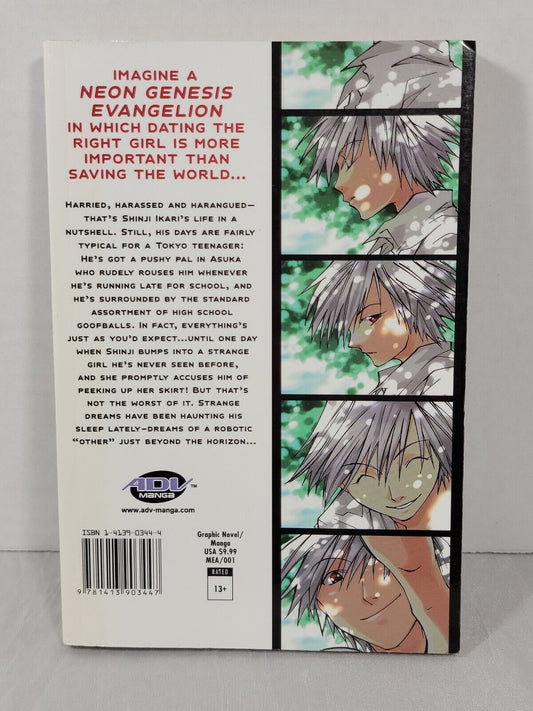 IMAGINE A
NEON GENESIS
EVANGELION
IN WHICH DATING THE
RIGHT GIRL IS MORE
IMPORTANT THAN
SAVING THE WORLD...
HARRIED, HARASSED AND HARANGUED—
THAT'S SHINJI IKARI'S LIFE IN A
NUTSHELL. STILL, HIS DAYS ARE FAIRLY
TYPICAL FOR A TOKYO TEENAGER:
HE'S GOT A PUSHY PAL IN ASUKA
WHO RUDELY ROUSES HIM WHENEVER
HE'S RUNNING LATE FOR SCHOOL, AND
HE'S SURROUNDED BY THE STANDARD
ASSORTMENT OF HIGH SCHOOL
GOOFBALLS. IN FACT, EVERYTHING'S
JUST AS YOU'D EXPECT...UNTIL ONE DAY
WHEN SHINJI BUMPS INTO A STRANGE
GIRL HE'S NEVER SEEN BEFORE,
AND SHE PROMPTLY ACCUSES HIM OF
PEEKING UP HER SKIRT! BUT THAT'S
NOT THE WORST OF IT. STRANGE
DREAMS HAVE BEEN HAUNTING HIS
SLEEP LATELY—DREAMS OF A ROBOTIC
"OTHER" JUST BEYOND THE HORIZON...
ADV™
MANGA
www.adv-manga.com
ISBN 1-4139-0344-4
9 781413 903447
Graphic Novel/
Manga
USA $9.99
MEA/001
RATED
13+